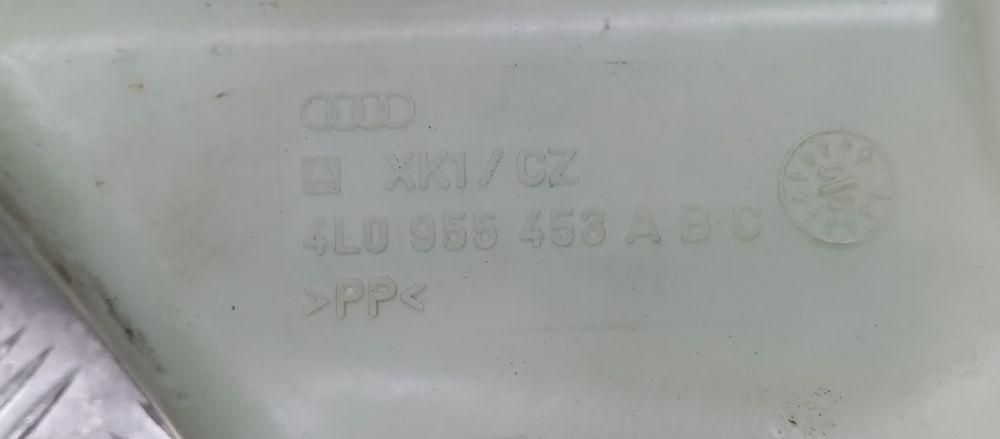 XK1 / CZ
4L0 955 453 A B C
>PP<